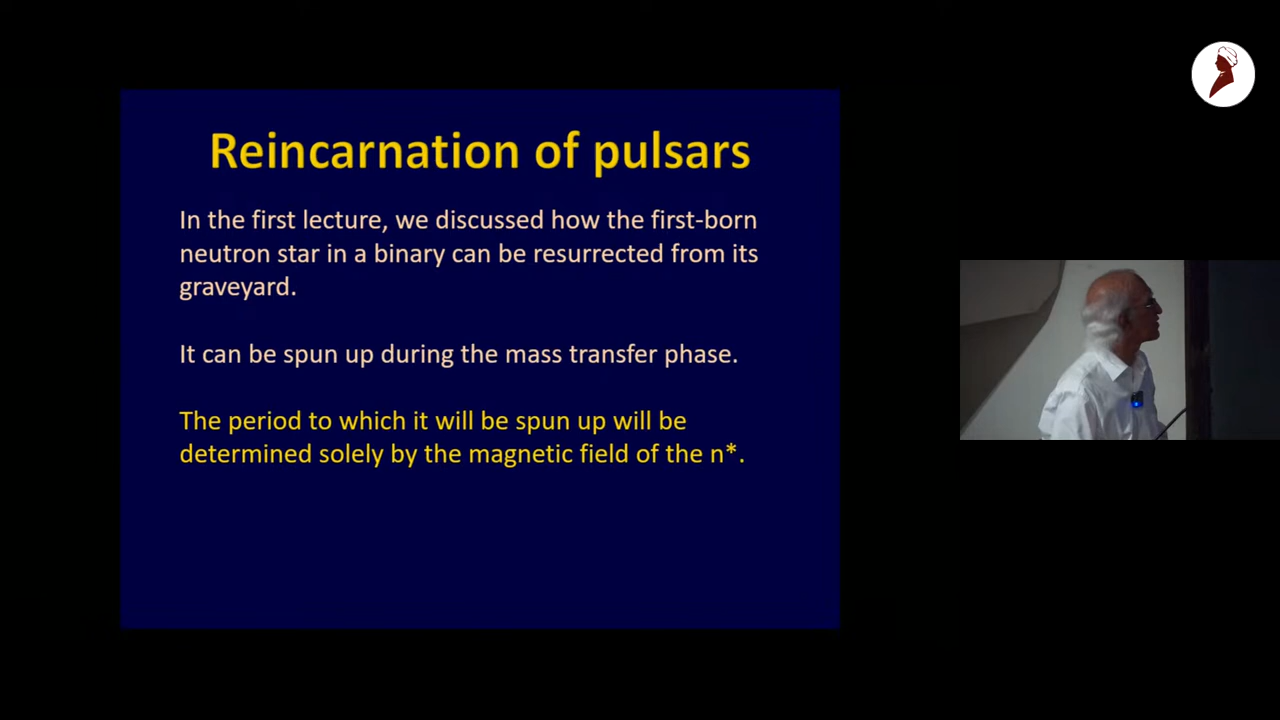 Reincarnation of pulsars
In the first lecture, we discussed how the first-born
neutron star in a binary can be resurrected from its
graveyard.
It can be spun up during the mass transfer phase.
The period to which it will be spun up will be
determined solely by the magnetic field of the n*.